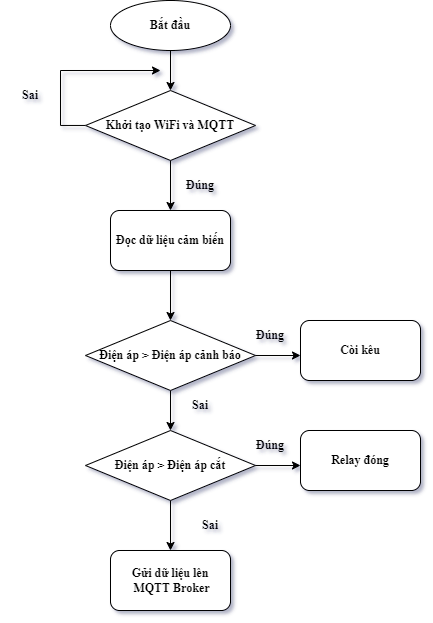 Bắt đầu
Sai
Khởi tạo WiFi và MQTT
Đúng
Đọc dữ liệu cảm biến
Đúng
Điện áp > Điện áp cảnh báo
Còi kêu
Sai
Đúng
Điện áp > Điện áp cắt
Relay đóng
Sai
Gửi dữ liệu lên
MQTT Broker